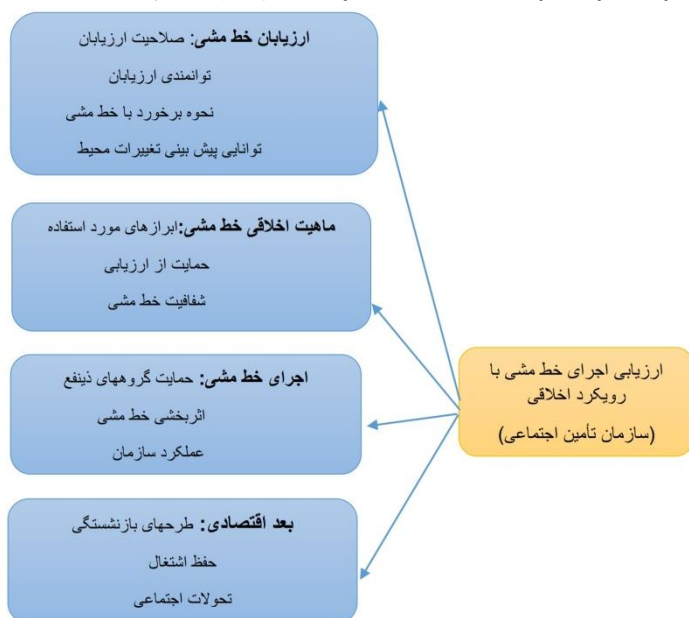 ارزیابان خط مشی: صلاحیت ارزیابان
توانمندی ارزیابان
نحوه برخورد با خط مشی
توانایی پیش بینی تغییرات محیط
ماهیت اخلاقی خط مشی:ابرازهای مورد استفاده
حمایت از ارزیابی
شفافیت خط مشی
اجرای خط مشی: حمایت گروههای ذینفع
اثربخشی خط مشی
عملکرد سازمان
بعد اقتصادی: طرحهای بازنشستگی
حفظ اشتغال
تحولات اجتماعی
ارزیابی اجرای خط مشی با
رویکرد اخلاقی
(سازمان تأمین اجتماعی)